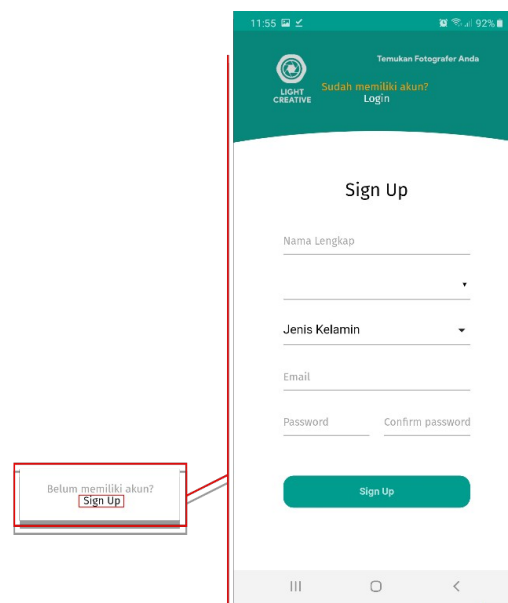 11:55
92%
Temukan Fotografer Anda
LIGHT
CREATIVE
Sudah memiliki akun?
Login
Sign Up
Nama Lengkap
Jenis Kelamin
Email
Password Confirm password
Sign Up
Belum memiliki akun?
Sign Up